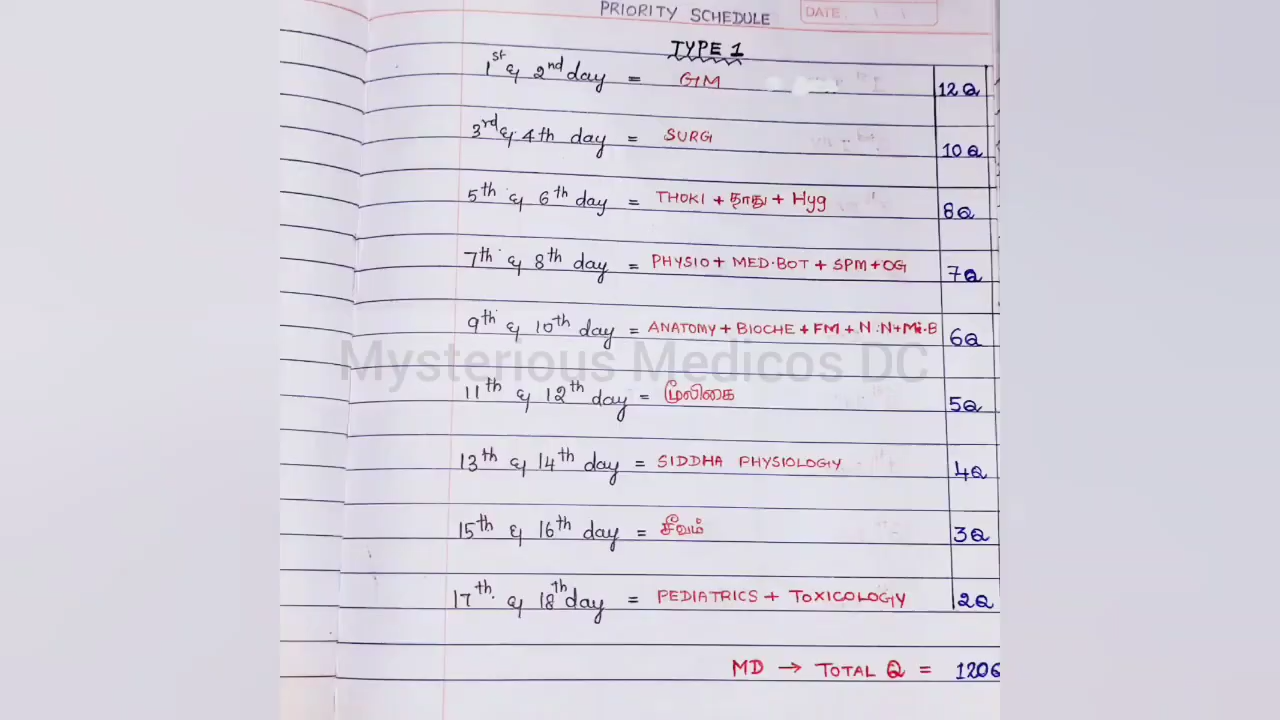 PRIORITY SCHEDULE
DATE:
TYPE 1
1st & 2nd day = GIM 12Q
3rd & 4th day = SURG 10Q
5th & 6th day = THOKI + தாது + Hyg 8Q
7th & 8th day = PHYSIO + MED.BOT + SPM + OG 7Q
9th & 10th day = ANATOMY + BIOCHE + FM + N.N + Mi.B 6Q
Mysterious Medicos DC
11th & 12th day = மூலிகை 5Q
13th & 14th day = SIDDHA PHYSIOLOGIY 4Q
15th & 16th day = சீவம் 3Q
17th & 18th day = PEDIATRICS + TOXICOLOGIY 2Q
MD → TOTAL Q = 120Q